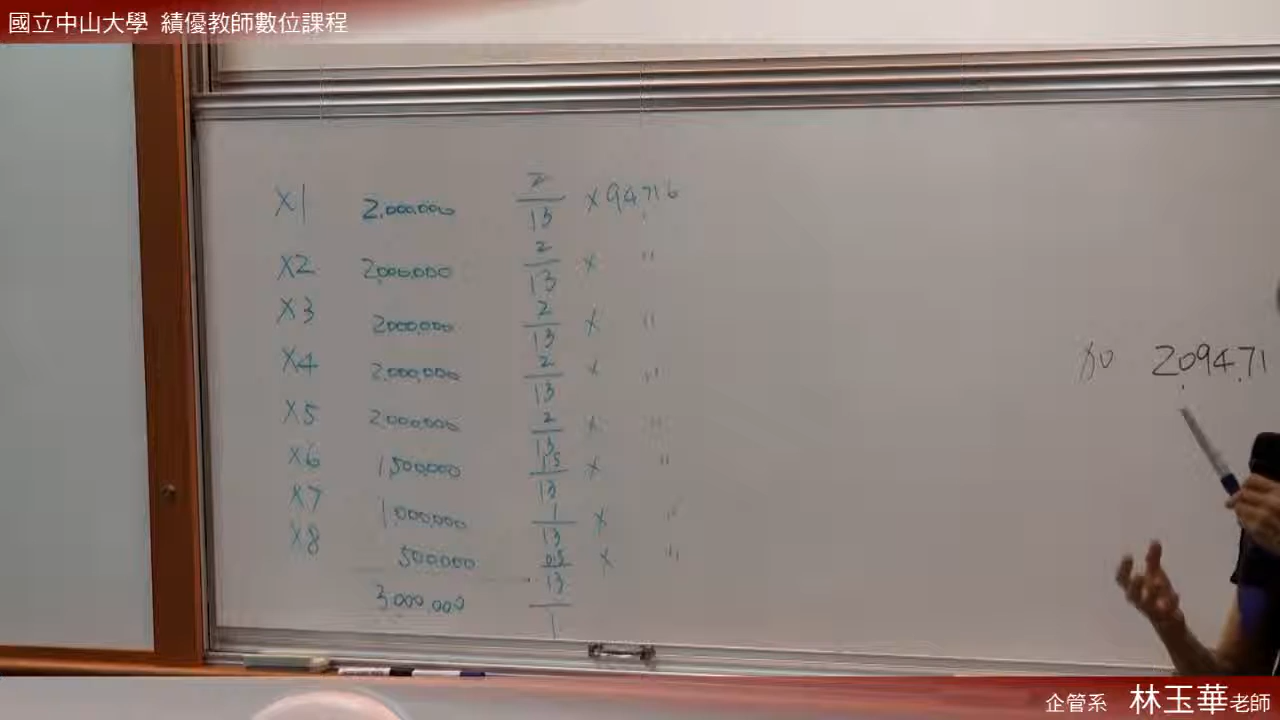 國立中山大學 績優教師數位課程
X1 2,000,000 2/13 × 94,716
X2 2,000,000 2/13 × "
X3 2,000,000 2/13 × "
X4 2,000,000 2/13 × "
X5 2,000,000 2/13 × "
X6 1,500,000 1.5/13 × "
X7 1,000,000 1/13 × "
X8 500,000 0.5/13 × "
3,000,000 1
X0 2,094,71
企管系 林玉華老師